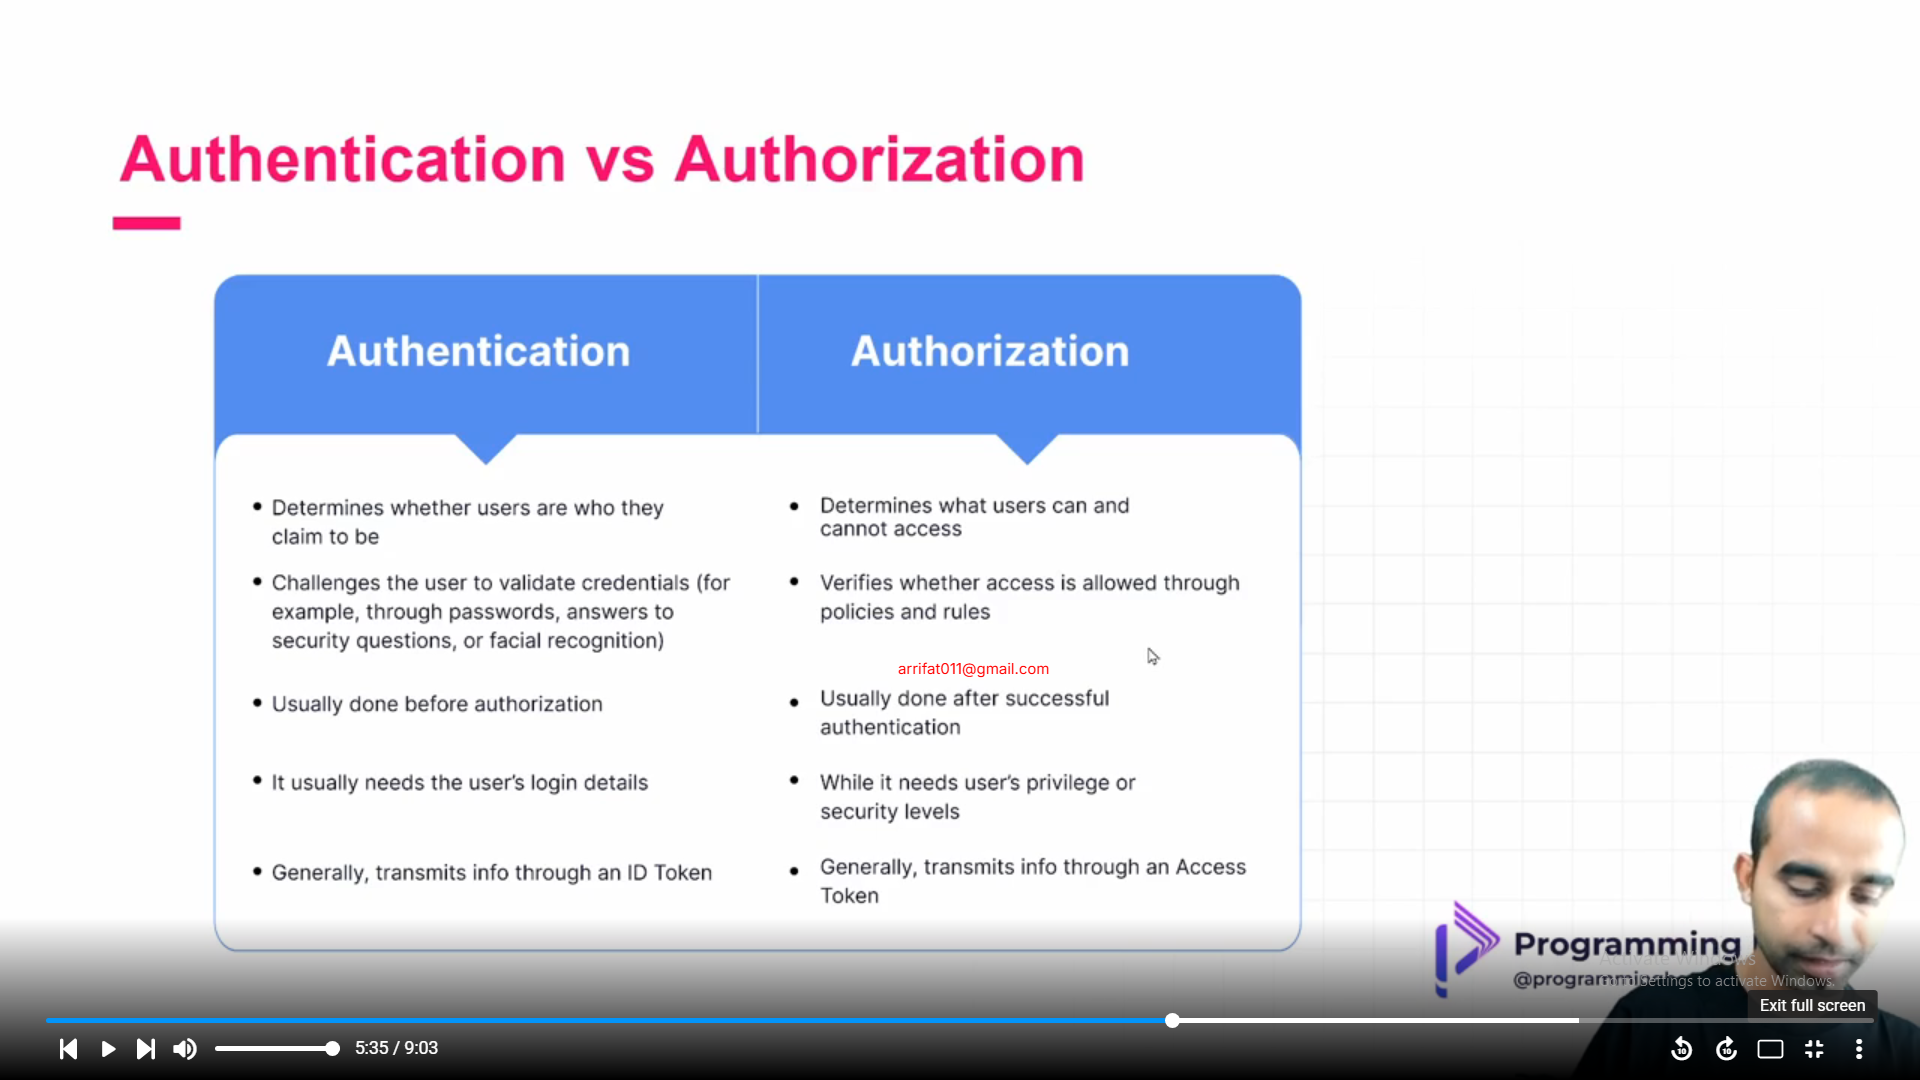 Authentication vs Authorization
Authentication
Authorization
• Determines whether users are who they
claim to be
• Challenges the user to validate credentials (for
example, through passwords, answers to
security questions, or facial recognition)
• Usually done before authorization
• It usually needs the user's login details
• Generally, transmits info through an ID Token
• Determines what users can and
cannot access
• Verifies whether access is allowed through
policies and rules
arrifat011@gmail.com
• Usually done after successful
authentication
• While it needs user's privilege or
security levels
• Generally, transmits info through an Access
Token
Programming
Activate Windows
Settings to activate Windows.
Exit full screen
5:35 / 9:03
10
10